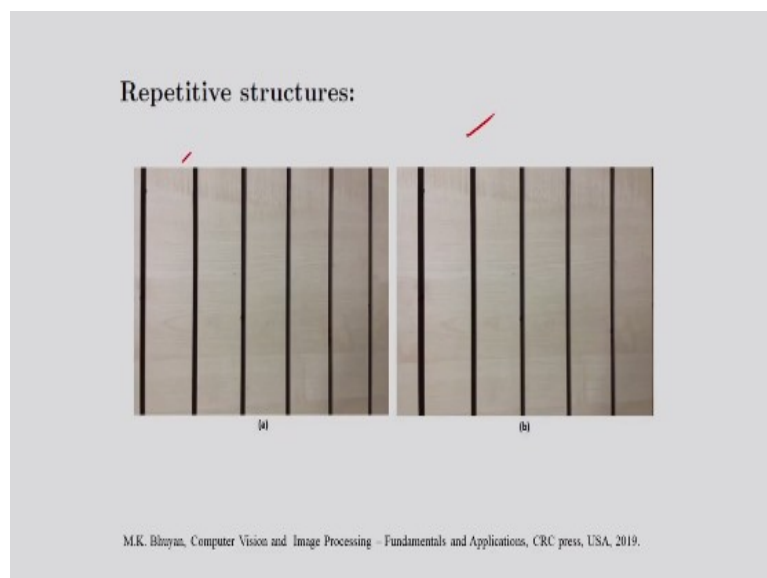 Repetitive structures:
(a)
(b)
M.K. Bhuyan, Computer Vision and Image Processing – Fundamentals and Applications, CRC press, USA, 2019.